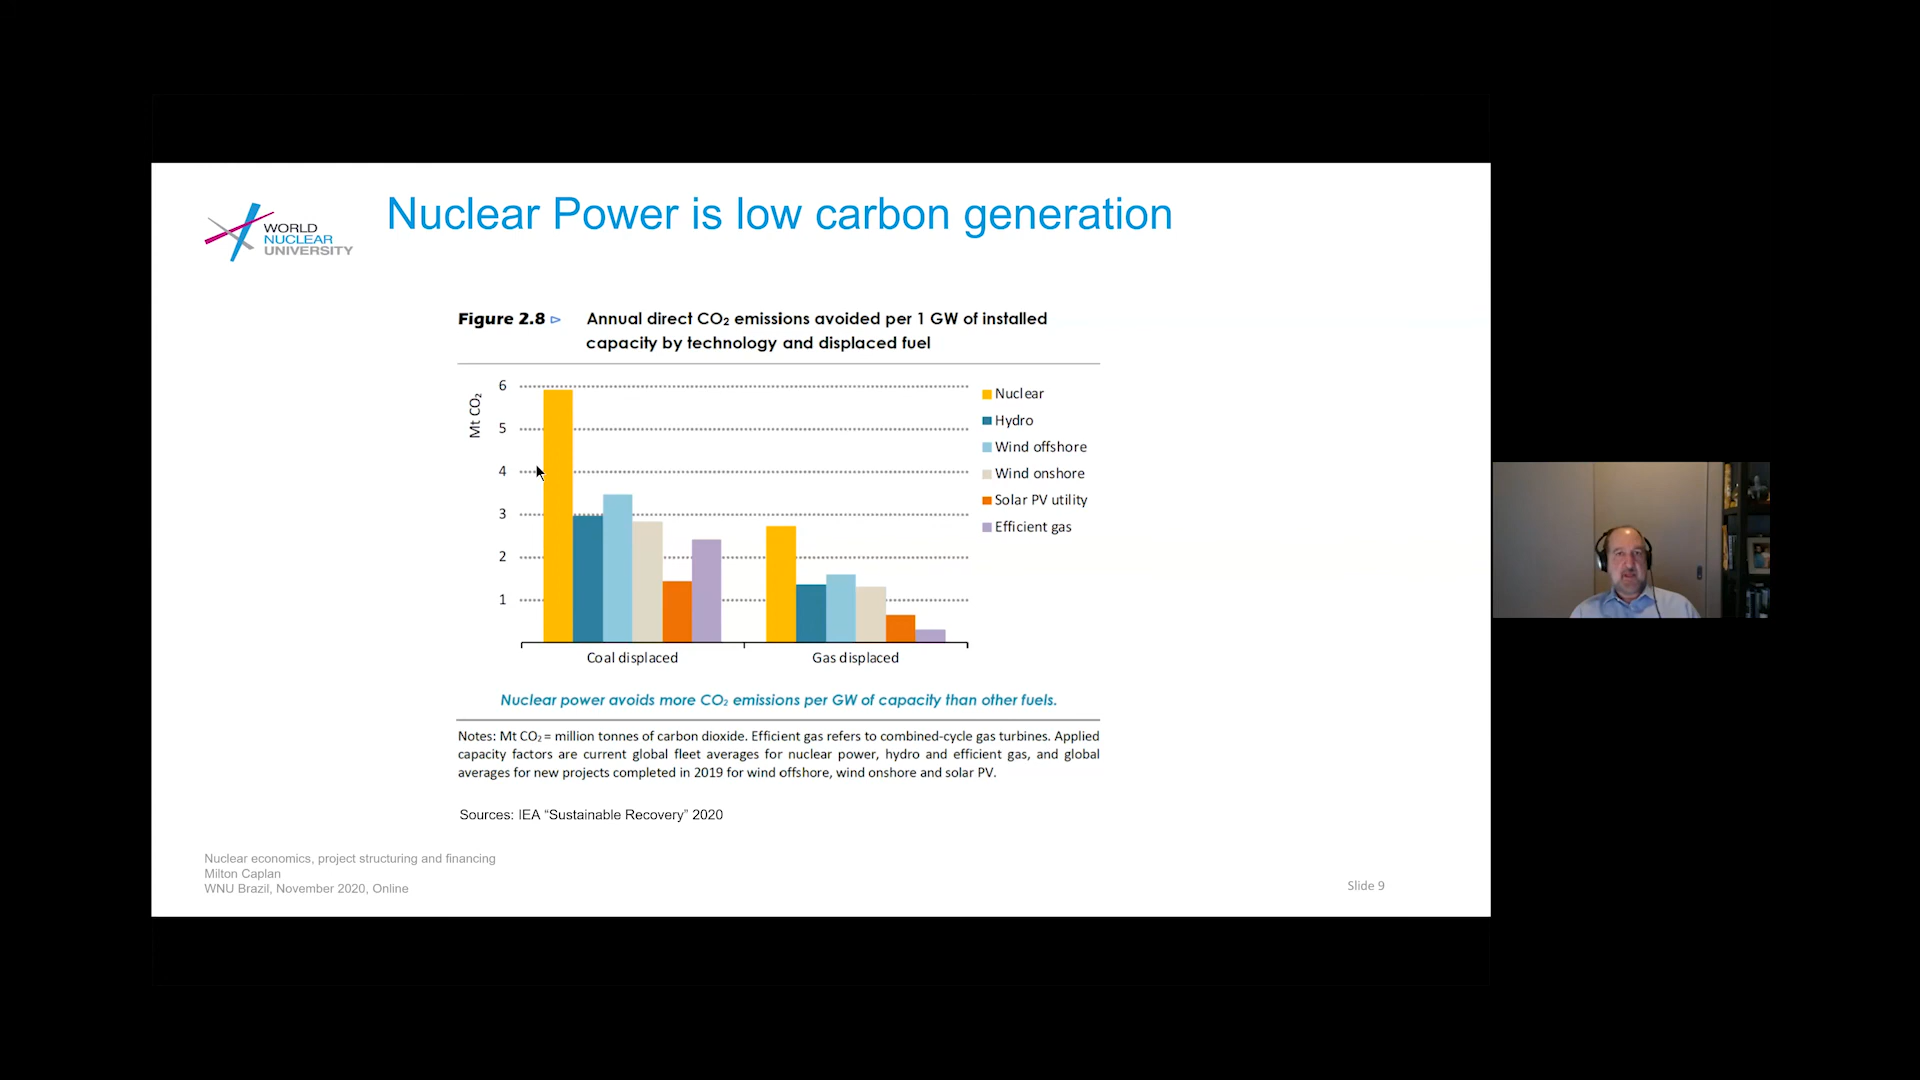 WORLD
NUCLEAR
UNIVERSITY
Nuclear Power is low carbon generation
Figure 2.8 ▷ Annual direct CO₂ emissions avoided per 1 GW of installed
capacity by technology and displaced fuel
Mt CO₂
6
5
4
3
2
1
Coal displaced
Gas displaced
Nuclear
Hydro
Wind offshore
Wind onshore
Solar PV utility
Efficient gas
Nuclear power avoids more CO₂ emissions per GW of capacity than other fuels.
Notes: Mt CO₂ = million tonnes of carbon dioxide. Efficient gas refers to combined-cycle gas turbines. Applied
capacity factors are current global fleet averages for nuclear power, hydro and efficient gas, and global
averages for new projects completed in 2019 for wind offshore, wind onshore and solar PV.
Sources: IEA “Sustainable Recovery” 2020
Nuclear economics, project structuring and financing
Milton Caplan
WNU Brazil, November 2020, Online
Slide 9